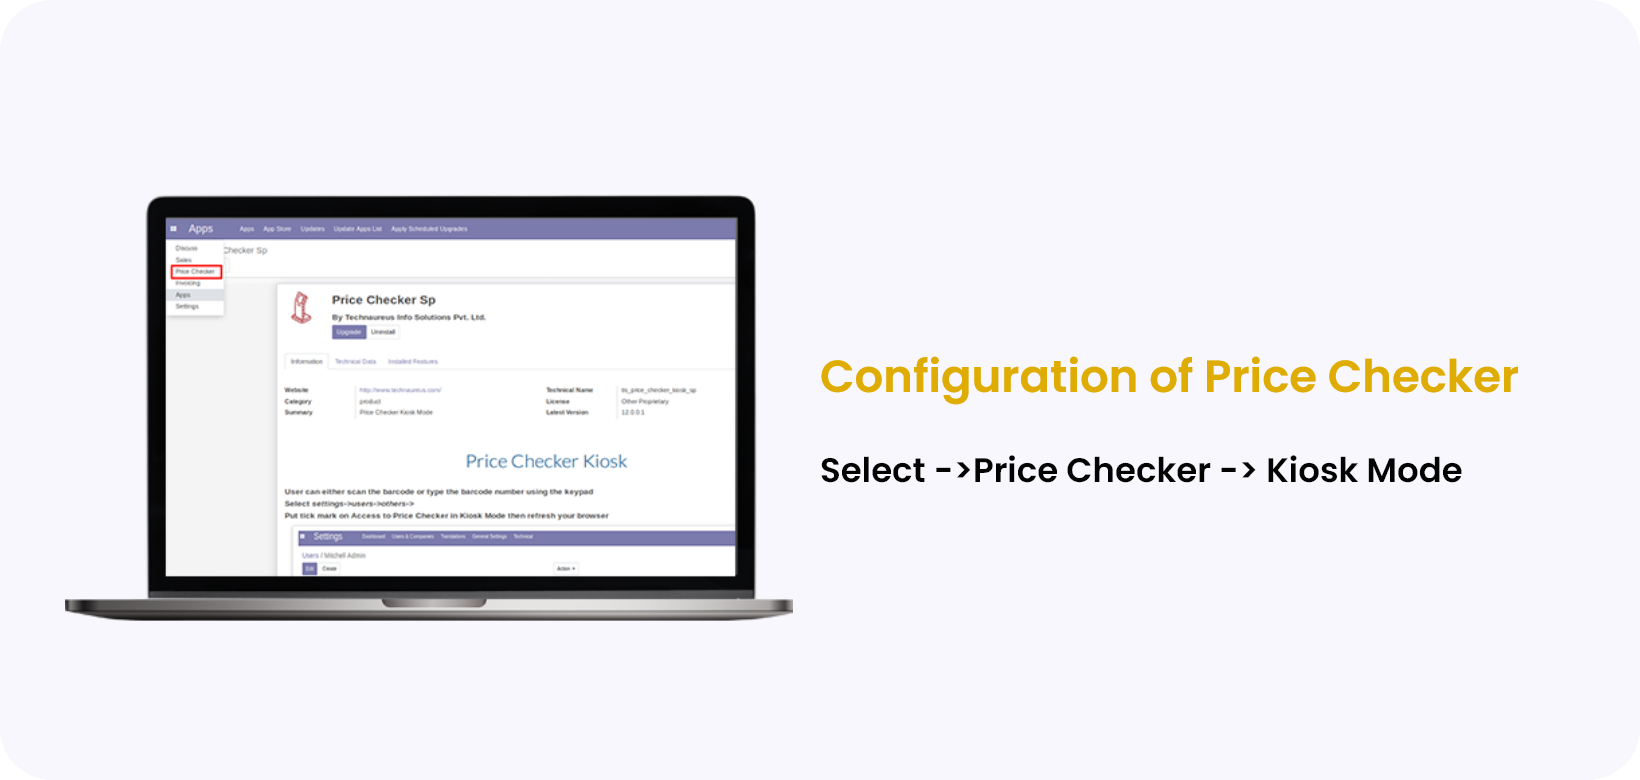 Apps
Apps App Store Updates Update Apps List Apply Scheduled Upgrades
Discuss
Checker Sp
Sales
Price Checker
Invoicing
Apps
Settings
Price Checker Sp
By Technaureus Info Solutions Pvt. Ltd.
Upgrade Uninstall
Information Technical Data Installed Features
Website http://www.technaureus.com/ Technical Name tis_price_checker_kiosk_sp
Category product License Other Proprietary
Summary Price Checker Kiosk Mode Latest Version 12.0.0.1
Price Checker Kiosk
User can either scan the barcode or type the barcode number using the keypad
Select settings->users->others->
Put tick mark on Access to Price Checker in Kiosk Mode then refresh your browser
Settings Dashboard Users & Companies Translations General Settings Technical
Users / Mitchell Admin
Edit Create Action
Configuration of Price Checker
Select ->Price Checker -> Kiosk Mode